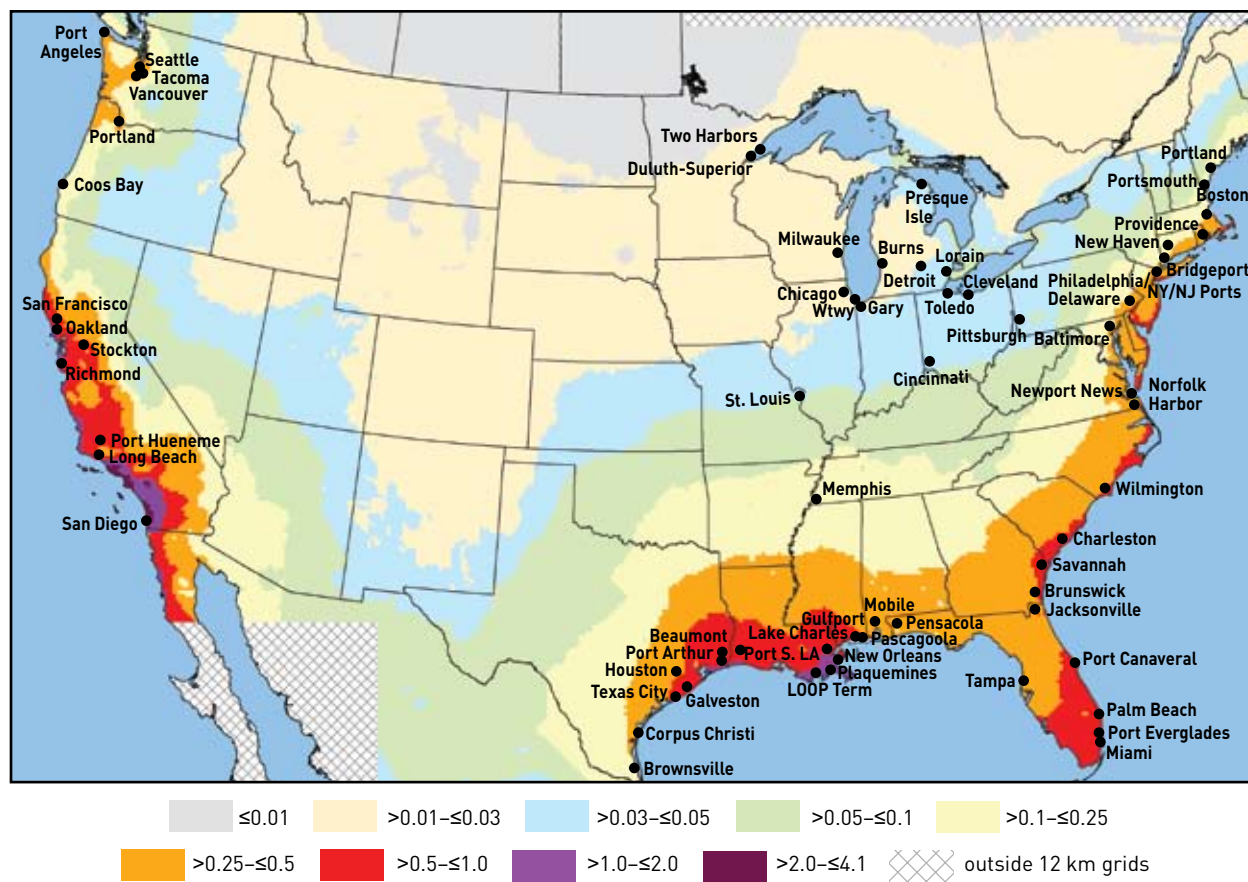 Port
Angeles
Seattle
Tacoma
Vancouver
Portland
Coos Bay
San Francisco
Oakland
Stockton
Richmond
Port Hueneme
Long Beach
San Diego
Two Harbors
Duluth-Superior
Presque
Isle
Milwaukee
Burns
Lorain
Detroit
Cleveland
Chicago
Wtwy
Gary
Toledo
Pittsburgh
Cincinnati
St. Louis
Memphis
Portland
Portsmouth
Boston
Providence
New Haven
Bridgeport
Philadelphia/
Delaware
NY/NJ Ports
Baltimore
Newport News
Norfolk
Harbor
Wilmington
Charleston
Savannah
Brunswick
Jacksonville
Mobile
Gulfport
Pensacola
Lake Charles
Pascagoola
Beaumont
Port Arthur
Port S. LA
New Orleans
Houston
Plaquemines
Texas City
Galveston
LOOP Term
Corpus Christi
Brownsville
Tampa
Port Canaveral
Palm Beach
Port Everglades
Miami
≤0.01
>0.01–≤0.03
>0.03–≤0.05
>0.05–≤0.1
>0.1–≤0.25
>0.25–≤0.5
>0.5–≤1.0
>1.0–≤2.0
>2.0–≤4.1
outside 12 km grids